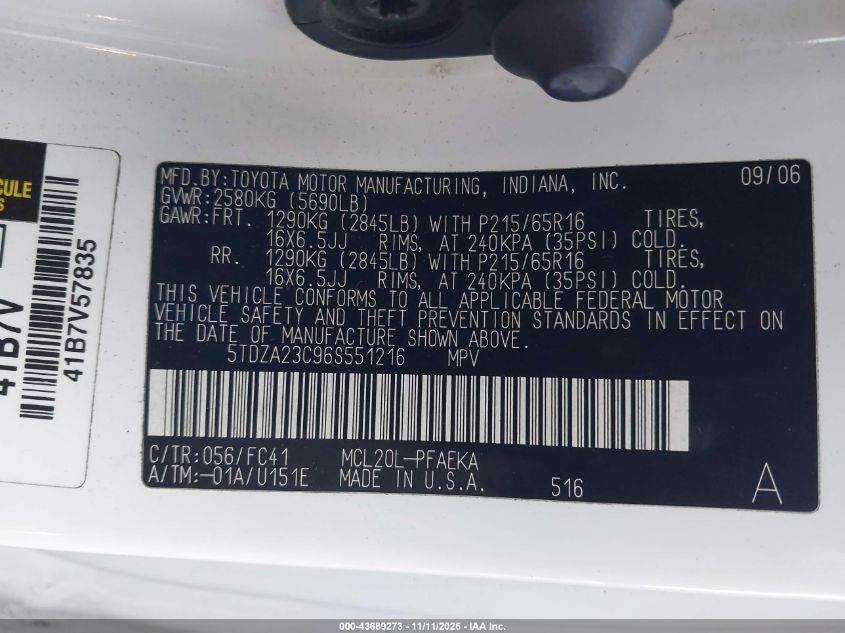 MFD.BY:TOYOTA MOTOR MANUFACTURING, INDIANA, INC. 09/06
GVWR:2580KG (5690LB)
GAWR:FRT. 1290KG (2845LB) WITH P215/65R16 TIRES,
16X6.5JJ RIMS, AT 240KPA (35PSI) COLD.
RR. 1290KG (2845LB) WITH P215/65R16 TIRES,
16X6.5JJ RIMS, AT 240KPA (35PSI) COLD.
THIS VEHICLE CONFORMS TO ALL APPLICABLE FEDERAL MOTOR
VEHICLE SAFETY AND THEFT PREVENTION STANDARDS IN EFFECT ON
THE DATE OF MANUFACTURE SHOWN ABOVE.
5TDZA23C96S551216 MPV
C/TR:056/FC41 MCL20L-PFAEKA
A/TM:-01A/U151E MADE IN U.S.A. 516 A
41B7V
41B7V57835
000-43689273 - 11/11/2025 - IAA Inc.